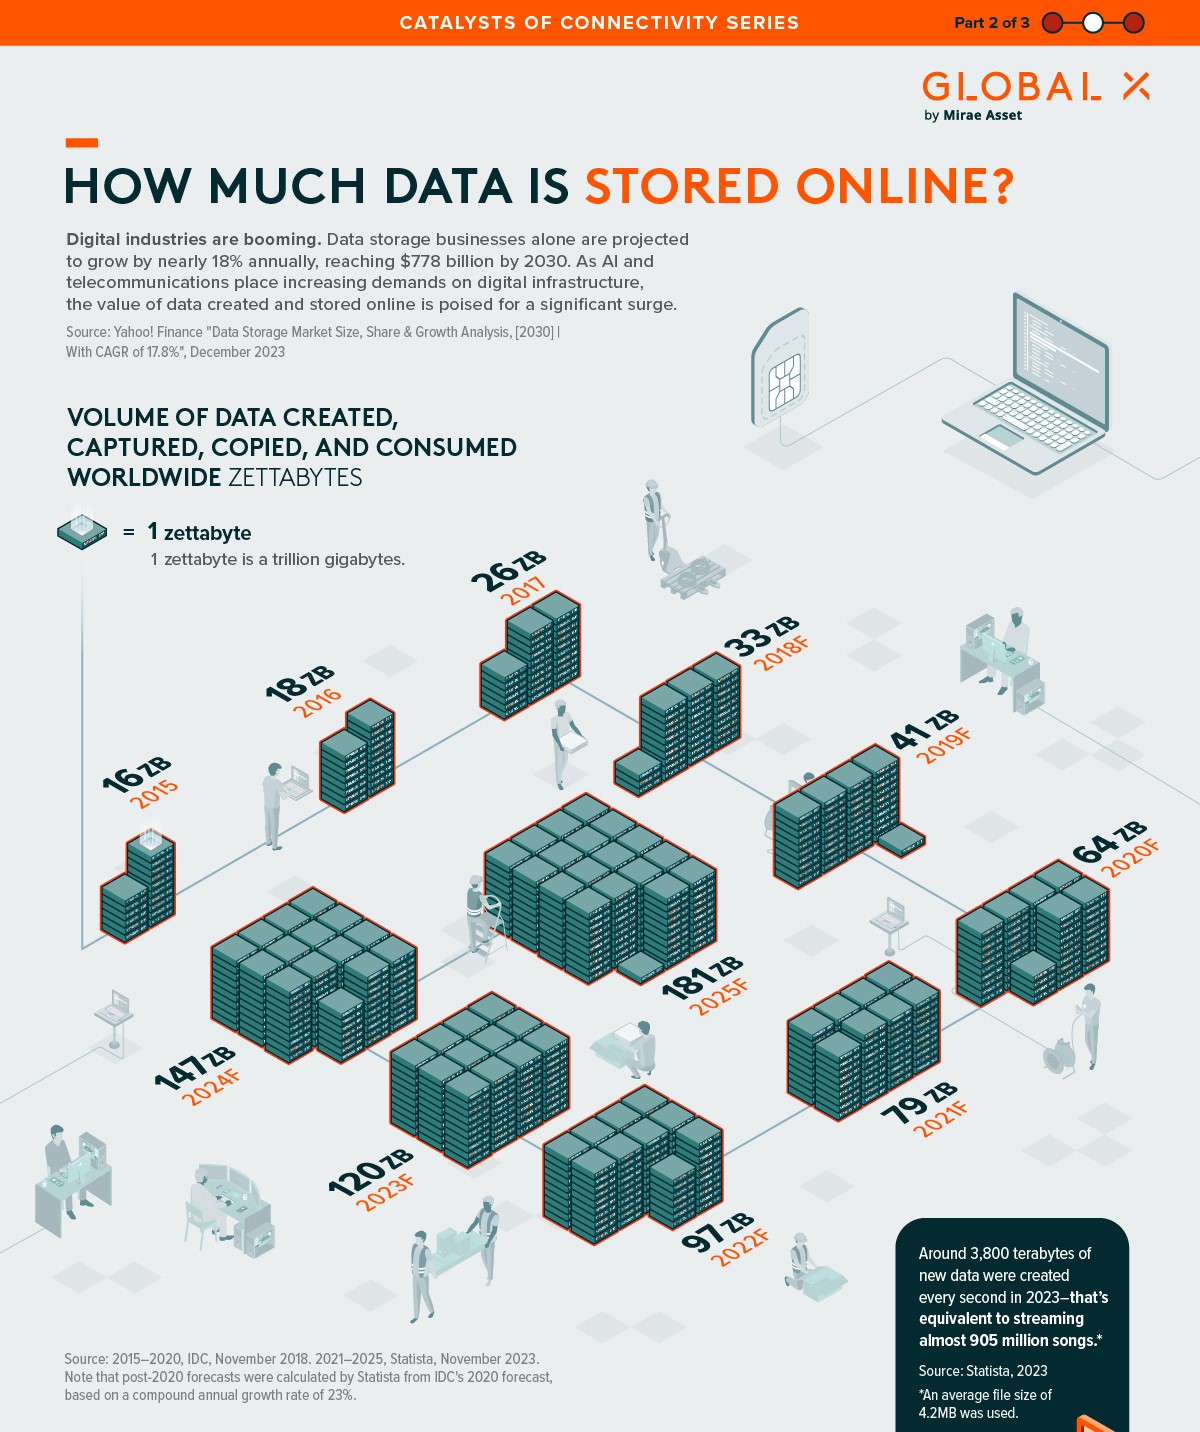 CATALYSTS OF CONNECTIVITY SERIES
Part 2 of 3
GLOBAL X
by Mirae Asset
HOW MUCH DATA IS STORED ONLINE?
Digital industries are booming. Data storage businesses alone are projected
to grow by nearly 18% annually, reaching $778 billion by 2030. As AI and
telecommunications place increasing demands on digital infrastructure,
the value of data created and stored online is poised for a significant surge.
Source: Yahoo! Finance "Data Storage Market Size, Share & Growth Analysis, [2030] |
With CAGR of 17.8%", December 2023
VOLUME OF DATA CREATED,
CAPTURED, COPIED, AND CONSUMED
WORLDWIDE ZETTABYTES
= 1 zettabyte
1 zettabyte is a trillion gigabytes.
16 ZB
2015
18 ZB
2016
26 ZB
2017
33 ZB
2018F
41 ZB
2019F
64 ZB
2020F
79 ZB
2021F
97 ZB
2022F
120 ZB
2023F
147 ZB
2024F
181 ZB
2025F
Around 3,800 terabytes of
new data were created
every second in 2023–that's
equivalent to streaming
almost 905 million songs.*
Source: Statista, 2023
*An average file size of
4.2MB was used.
Source: 2015–2020, IDC, November 2018. 2021–2025, Statista, November 2023.
Note that post-2020 forecasts were calculated by Statista from IDC's 2020 forecast,
based on a compound annual growth rate of 23%.